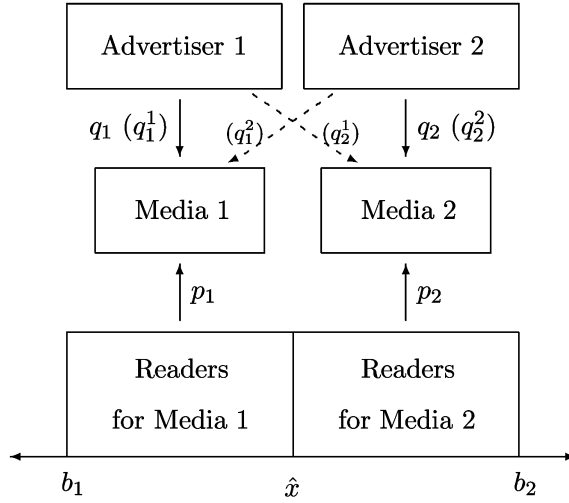 Advertiser 1 Advertiser 2
q₁ (q₁¹) (q₁²) (q₂¹) q₂ (q₂²)
Media 1 Media 2
p₁ p₂
Readers Readers
for Media 1 for Media 2
b₁ x̂ b₂